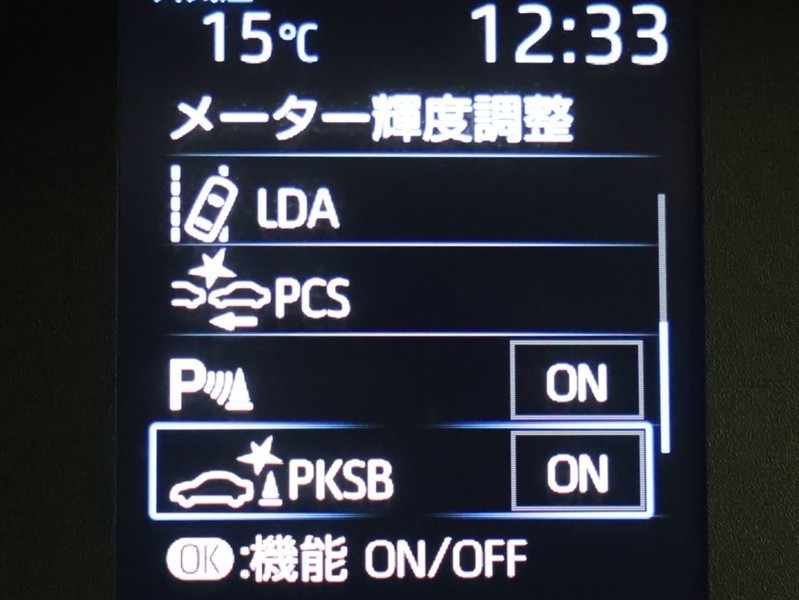 15℃ 12:33
メーター輝度調整
LDA
PCS
P ON
PKSB ON
OK:機能 ON/OFF